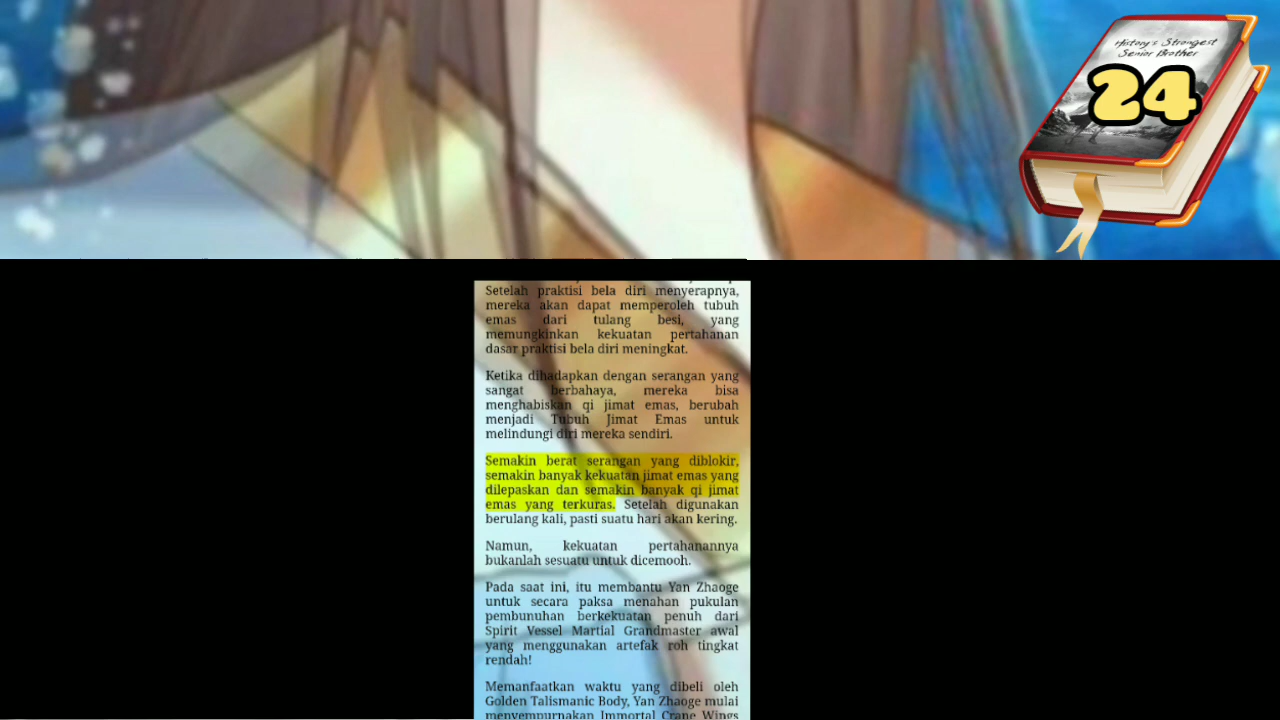 History's Strongest
Senior Brother
24
Setelah praktisi bela diri menyerapnya,
mereka akan dapat memperoleh tubuh
emas dari tulang besi, yang
memungkinkan kekuatan pertahanan
dasar praktisi bela diri meningkat.
Ketika dihadapkan dengan serangan yang
sangat berbahaya, mereka bisa
menghabiskan qi jimat emas, berubah
menjadi Tubuh Jimat Emas untuk
melindungi diri mereka sendiri.
Semakin berat serangan yang diblokir,
semakin banyak kekuatan jimat emas yang
dilepaskan dan semakin banyak qi jimat
emas yang terkuras. Setelah digunakan
berulang kali, pasti suatu hari akan kering.
Namun, kekuatan pertahanannya
bukanlah sesuatu untuk dicemooh.
Pada saat ini, itu membantu Yan Zhaoge
untuk secara paksa menahan pukulan
pembunuhan berkekuatan penuh dari
Spirit Vessel Martial Grandmaster awal
yang menggunakan artefak roh tingkat
rendah!
Memanfaatkan waktu yang dibeli oleh
Golden Talismanic Body, Yan Zhaoge mulai
menyempurnakan Immortal Crane Wings